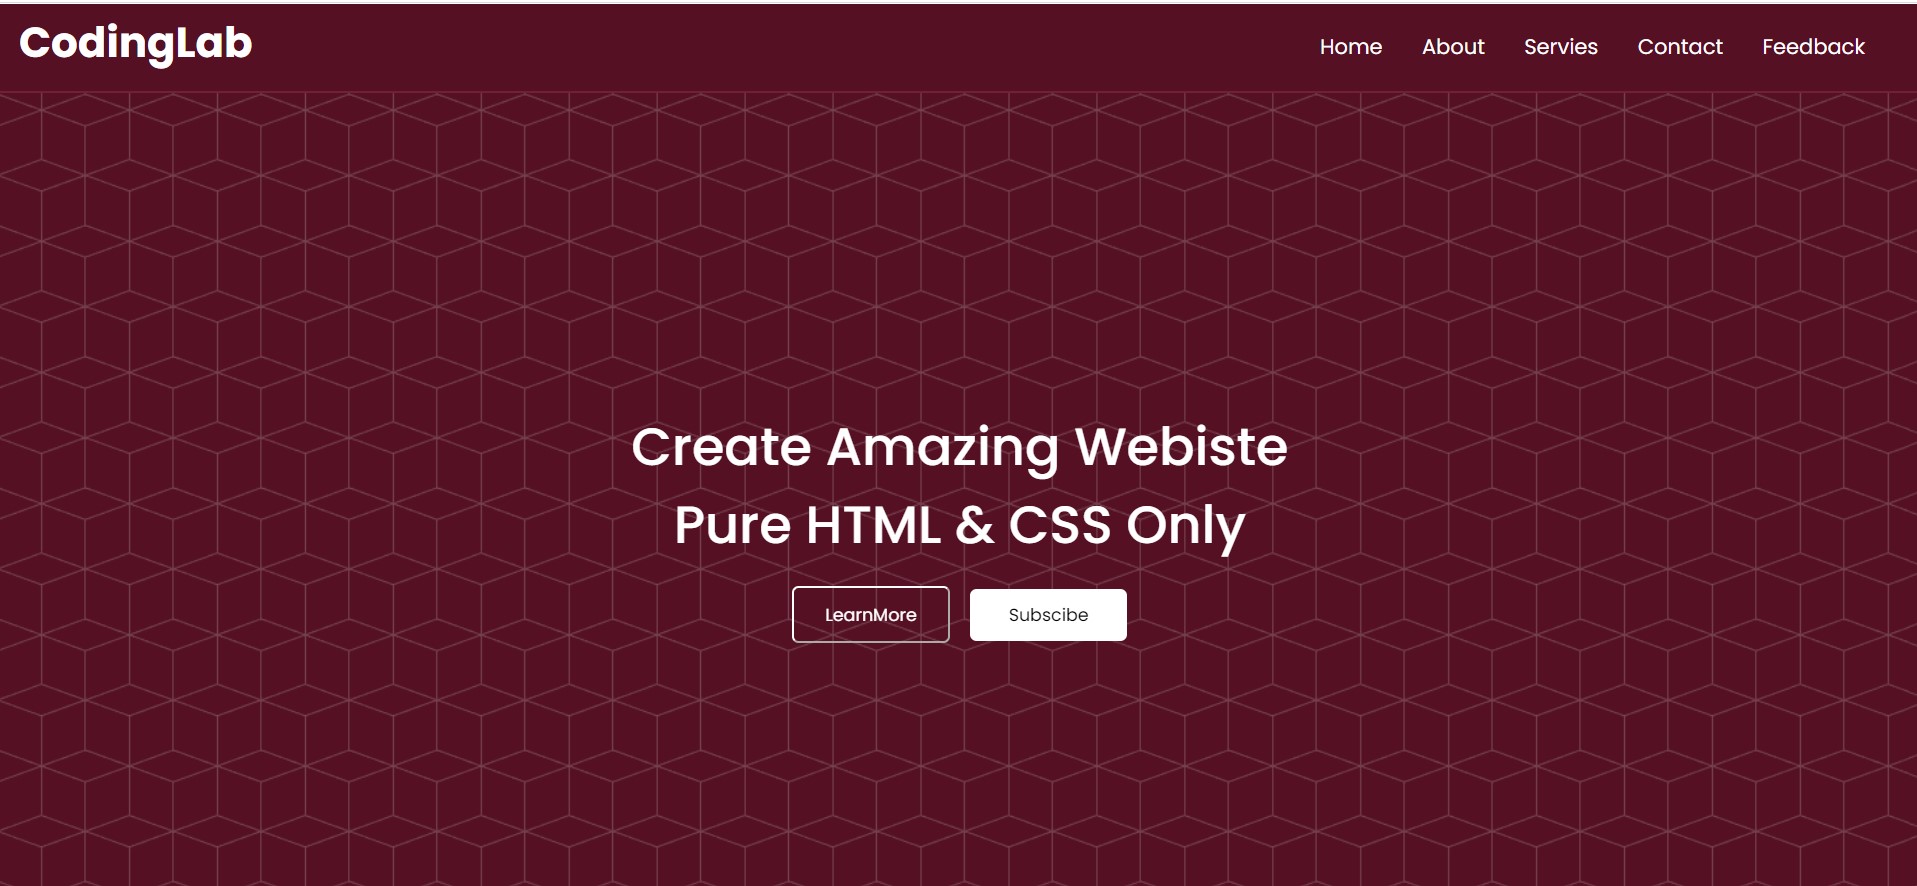 CodingLab
Home About Servies Contact Feedback
Create Amazing Webiste
Pure HTML & CSS Only
LearnMore Subscibe